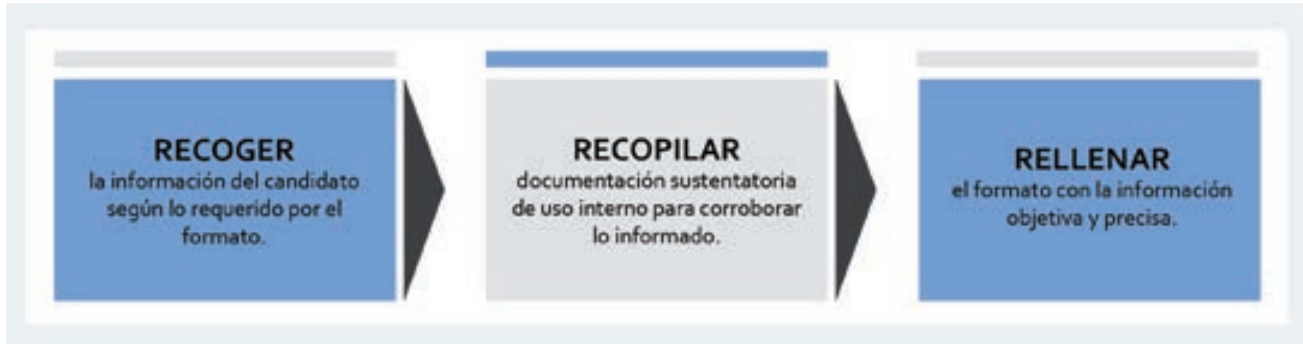 RECOGER
la información del candidato
según lo requerido por el
formato.
RECOPILAR
documentación sustentatoria
de uso interno para corroborar
lo informado.
RELLENAR
el formato con la información
objetiva y precisa.